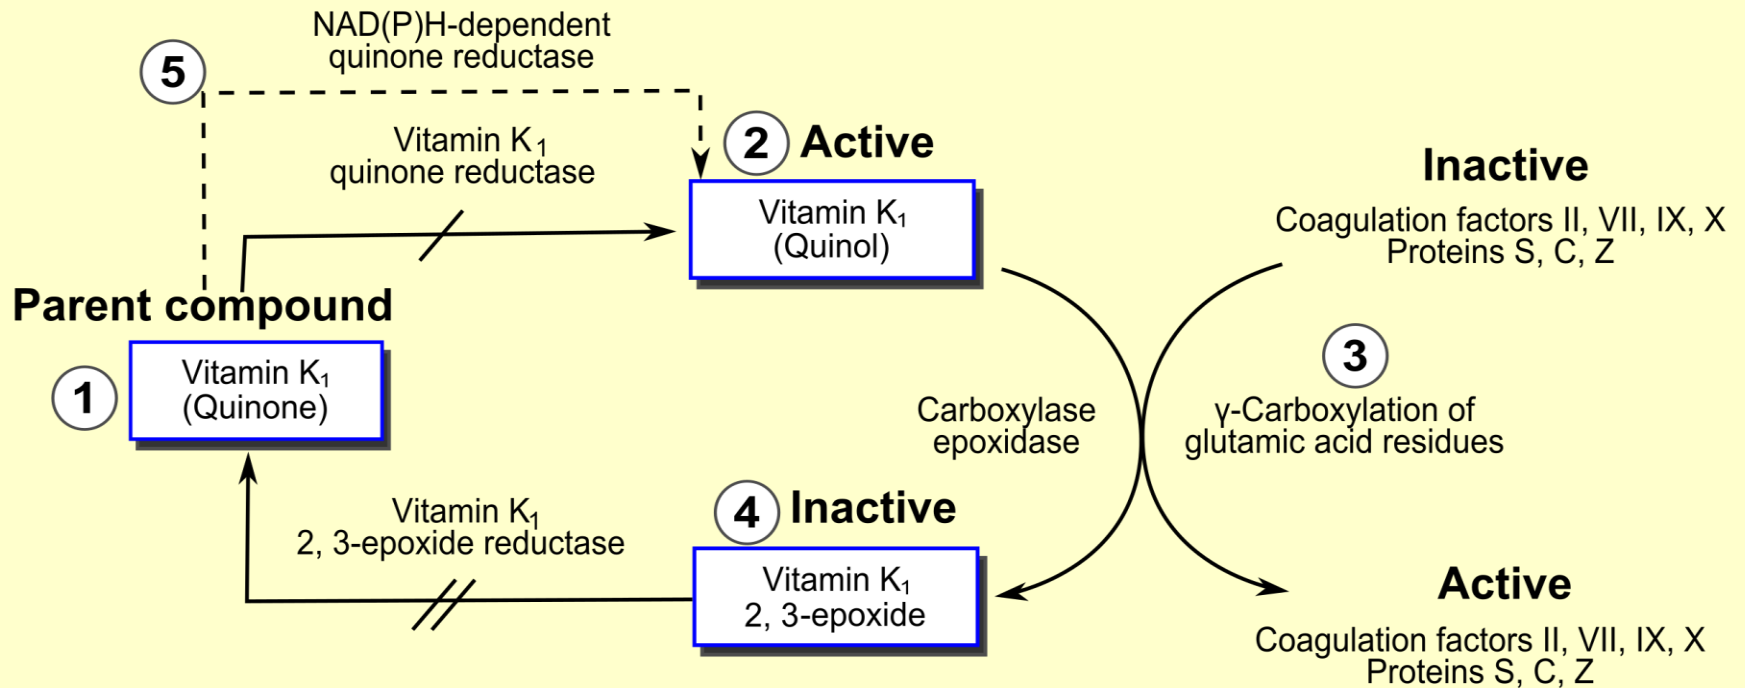 NAD(P)H-dependent
quinone reductase
5
Vitamin K₁
quinone reductase
2 Active
Vitamin K₁
(Quinol)
Inactive
Coagulation factors II, VII, IX, X
Proteins S, C, Z
Parent compound
1
Vitamin K₁
(Quinone)
Carboxylase
epoxidase
3
γ-Carboxylation of
glutamic acid residues
Vitamin K₁
2, 3-epoxide reductase
4 Inactive
Vitamin K₁
2, 3-epoxide
Active
Coagulation factors II, VII, IX, X
Proteins S, C, Z